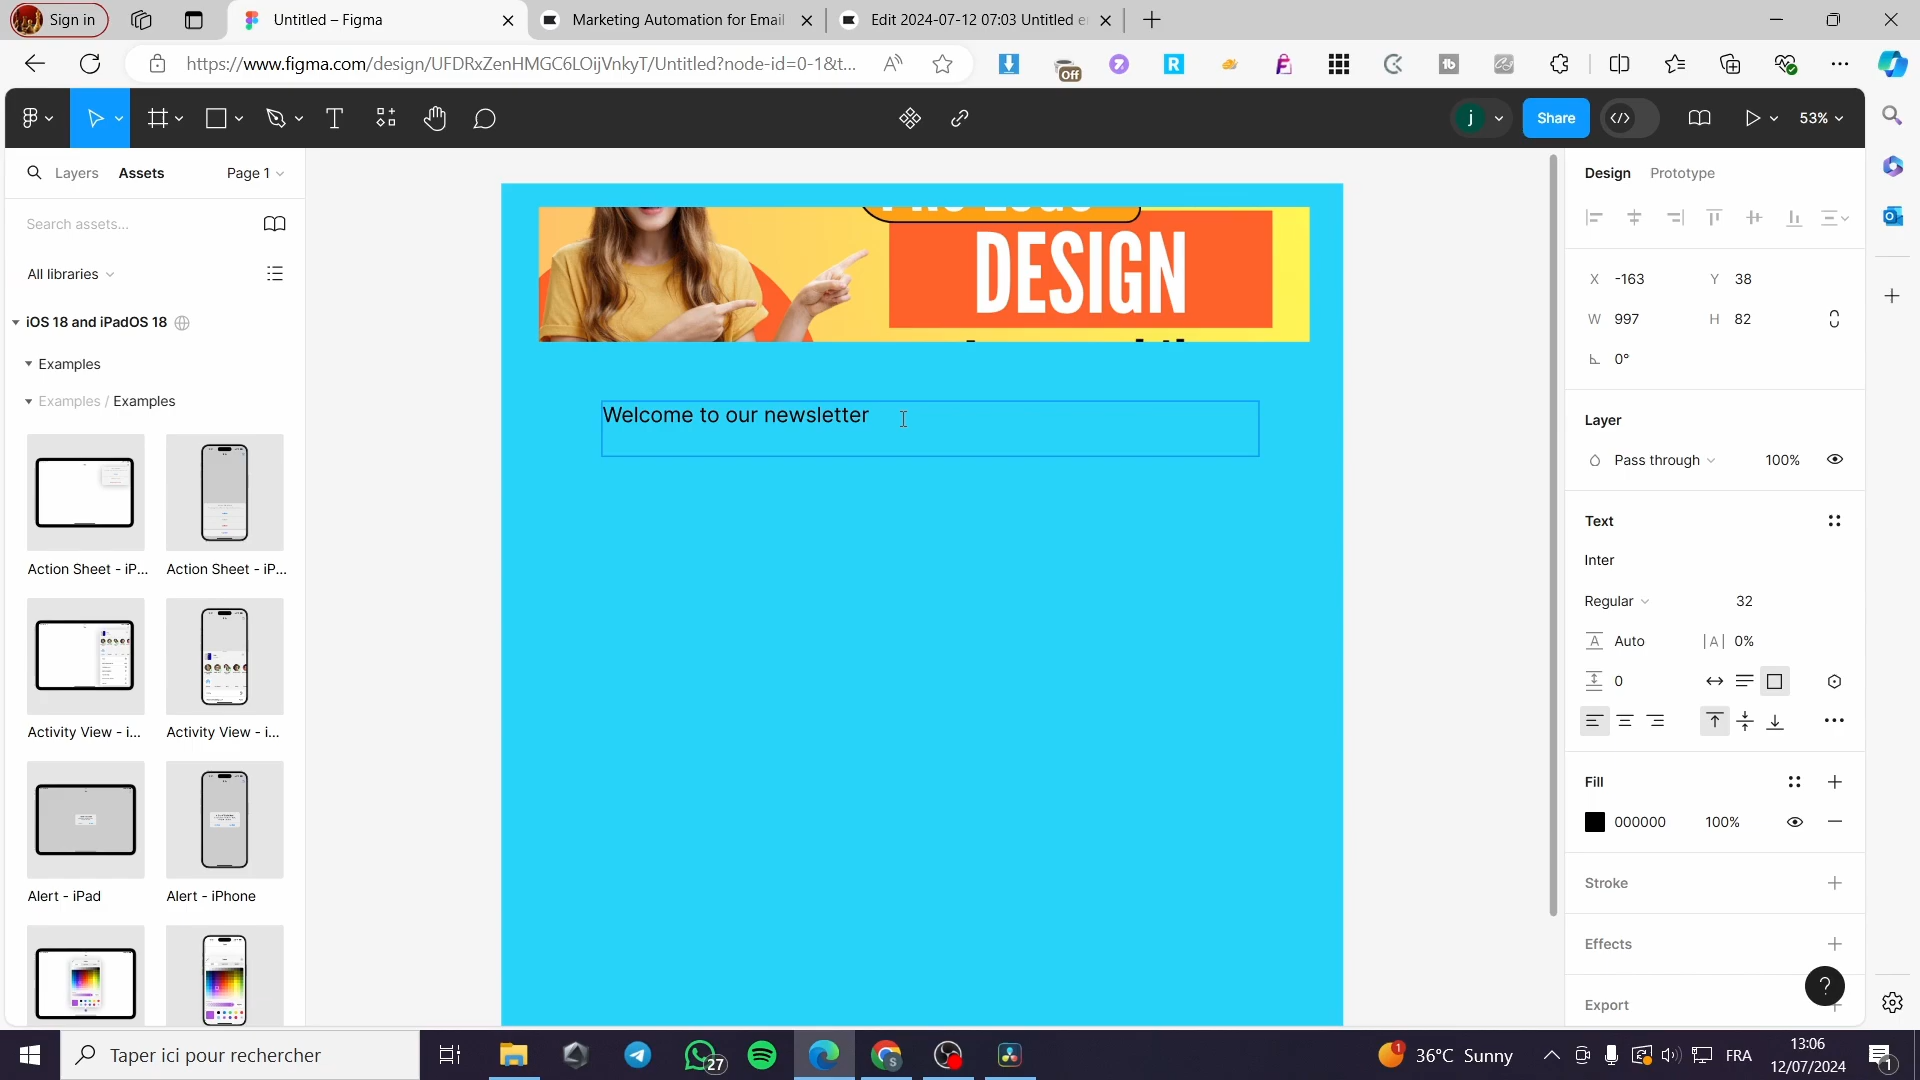 Sign in
Untitled – Figma
Marketing Automation for Email
Edit 2024-07-12 07:03 Untitled e
https://www.figma.com/design/UFDRxZenHMGC6LOijVnkyT/Untitled?node-id=0-1&t...
Off
j
Share
53%
Layers
Assets
Page 1
Search assets...
All libraries
iOS 18 and iPadOS 18
Examples
Examples / Examples
Action Sheet - iP...
Action Sheet - iP...
Activity View - i...
Activity View - i...
Alert - iPad
Alert - iPhone
DESIGN
Welcome to our newsletter
Design
Prototype
X -163
Y 38
W 997
H 82
0°
Layer
Pass through
100%
Text
Inter
Regular
32
Auto
0%
0
Fill
000000
100%
Stroke
Effects
Export
?
Taper ici pour rechercher
27
1
36°C Sunny
FRA
13:06
12/07/2024
1